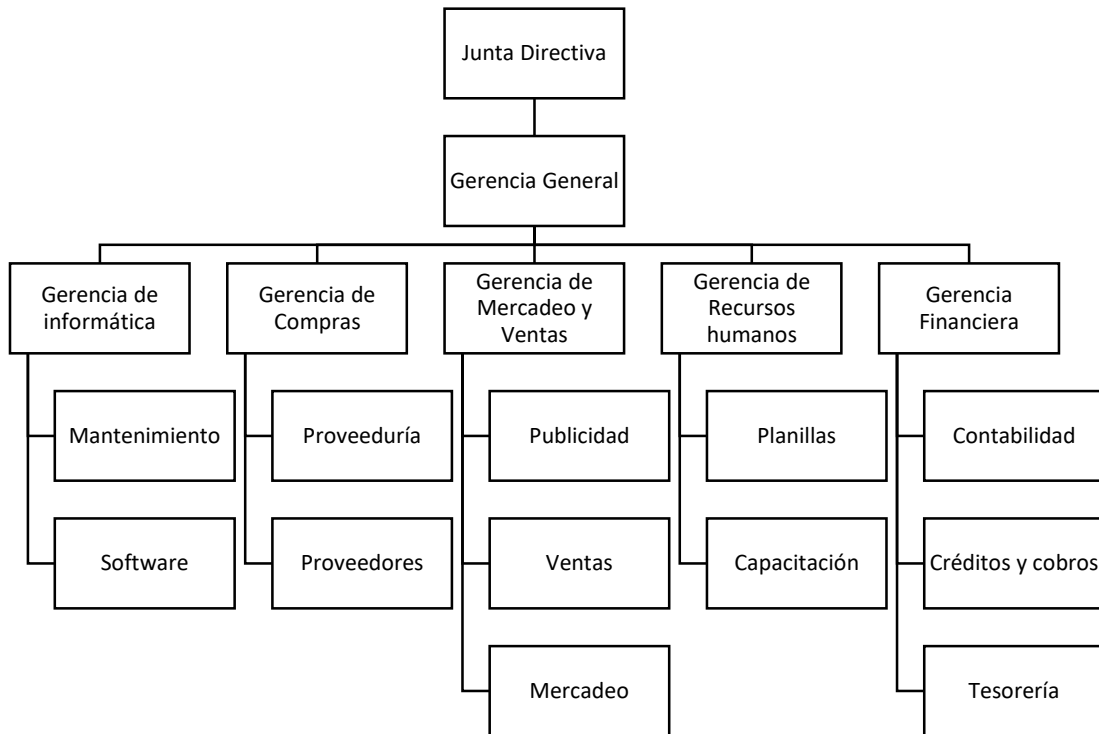 Junta Directiva
Gerencia General
Gerencia de
informática
Gerencia de
Compras
Gerencia de
Mercadeo y
Ventas
Gerencia de
Recursos
humanos
Gerencia
Financiera
Mantenimiento
Proveeduría
Publicidad
Planillas
Contabilidad
Software
Proveedores
Ventas
Capacitación
Créditos y cobros
Mercadeo
Tesorería